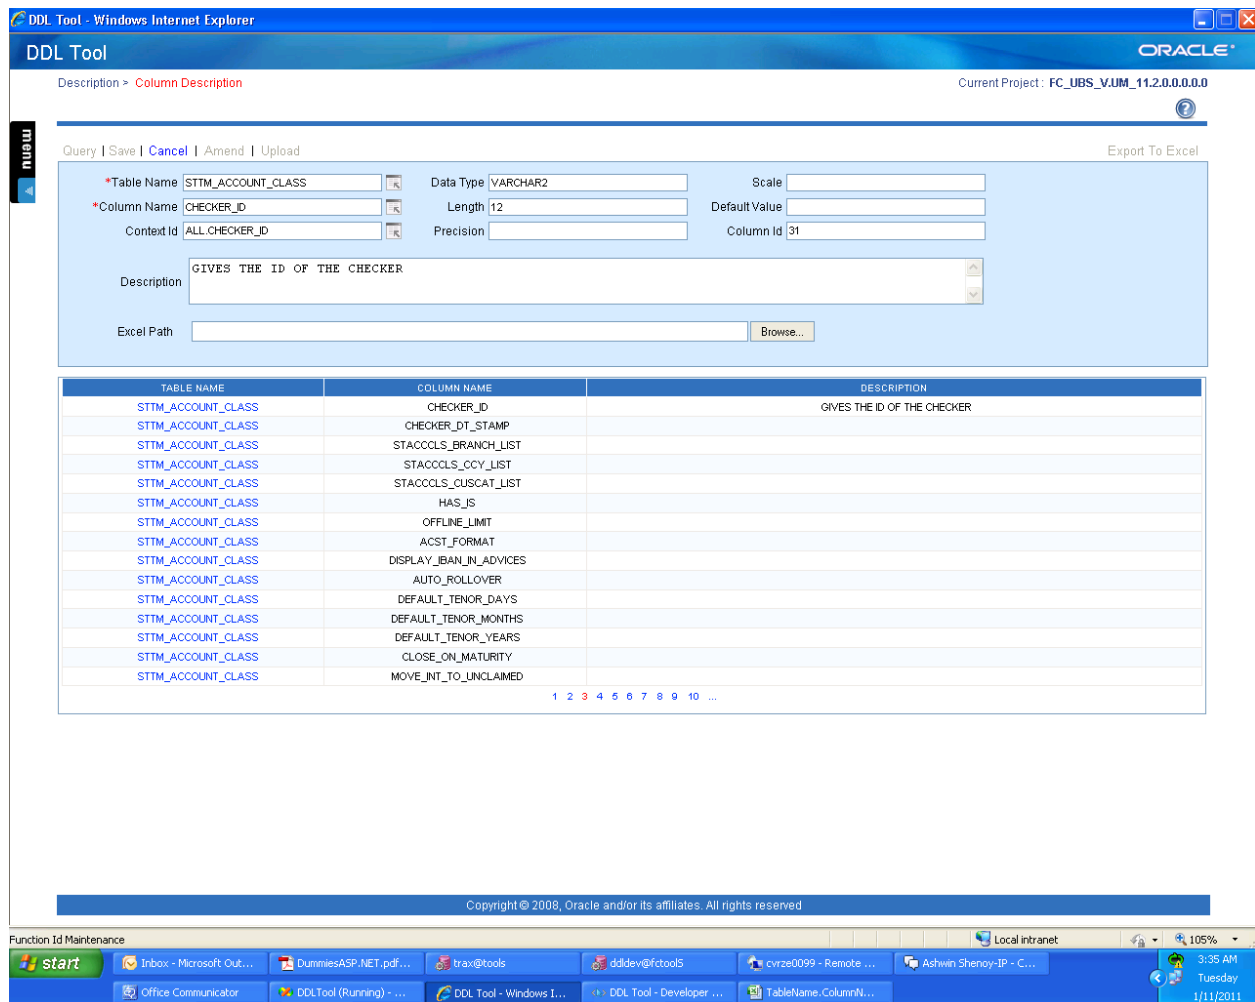 DDL Tool - Windows Internet Explorer
DDL Tool
ORACLE
Description > Column Description
Current Project : FC_UBS_V.UM_11.2.0.0.0.0.0
menu
Query | Save | Cancel | Amend | Upload
Export To Excel
*Table Name STTM_ACCOUNT_CLASS Data Type VARCHAR2 Scale
*Column Name CHECKER_ID Length 12 Default Value
Context Id ALL.CHECKER_ID Precision Column Id 31
Description GIVES THE ID OF THE CHECKER
Excel Path Browse...
TABLE NAME COLUMN NAME DESCRIPTION
STTM_ACCOUNT_CLASS CHECKER_ID GIVES THE ID OF THE CHECKER
STTM_ACCOUNT_CLASS CHECKER_DT_STAMP
STTM_ACCOUNT_CLASS STACCCLS_BRANCH_LIST
STTM_ACCOUNT_CLASS STACCCLS_CCY_LIST
STTM_ACCOUNT_CLASS STACCCLS_CUSCAT_LIST
STTM_ACCOUNT_CLASS HAS_IS
STTM_ACCOUNT_CLASS OFFLINE_LIMIT
STTM_ACCOUNT_CLASS ACST_FORMAT
STTM_ACCOUNT_CLASS DISPLAY_IBAN_IN_ADVICES
STTM_ACCOUNT_CLASS AUTO_ROLLOVER
STTM_ACCOUNT_CLASS DEFAULT_TENOR_DAYS
STTM_ACCOUNT_CLASS DEFAULT_TENOR_MONTHS
STTM_ACCOUNT_CLASS DEFAULT_TENOR_YEARS
STTM_ACCOUNT_CLASS CLOSE_ON_MATURITY
STTM_ACCOUNT_CLASS MOVE_INT_TO_UNCLAIMED
1 2 3 4 5 6 7 8 9 10 ...
Copyright © 2008, Oracle and/or its affiliates. All rights reserved
Function Id Maintenance
Local intranet
105%
start
Inbox - Microsoft Out...
DummiesASP.NET.pdf...
trax@tools
ddldev@fctool5
cvrze0099 - Remote ...
Ashwin Shenoy-IP - C...
3:35 AM
Tuesday
1/11/2011
Office Communicator
DDLTool (Running) - ...
DDL Tool - Windows I...
DDL Tool - Developer ...
TableName.ColumnN...